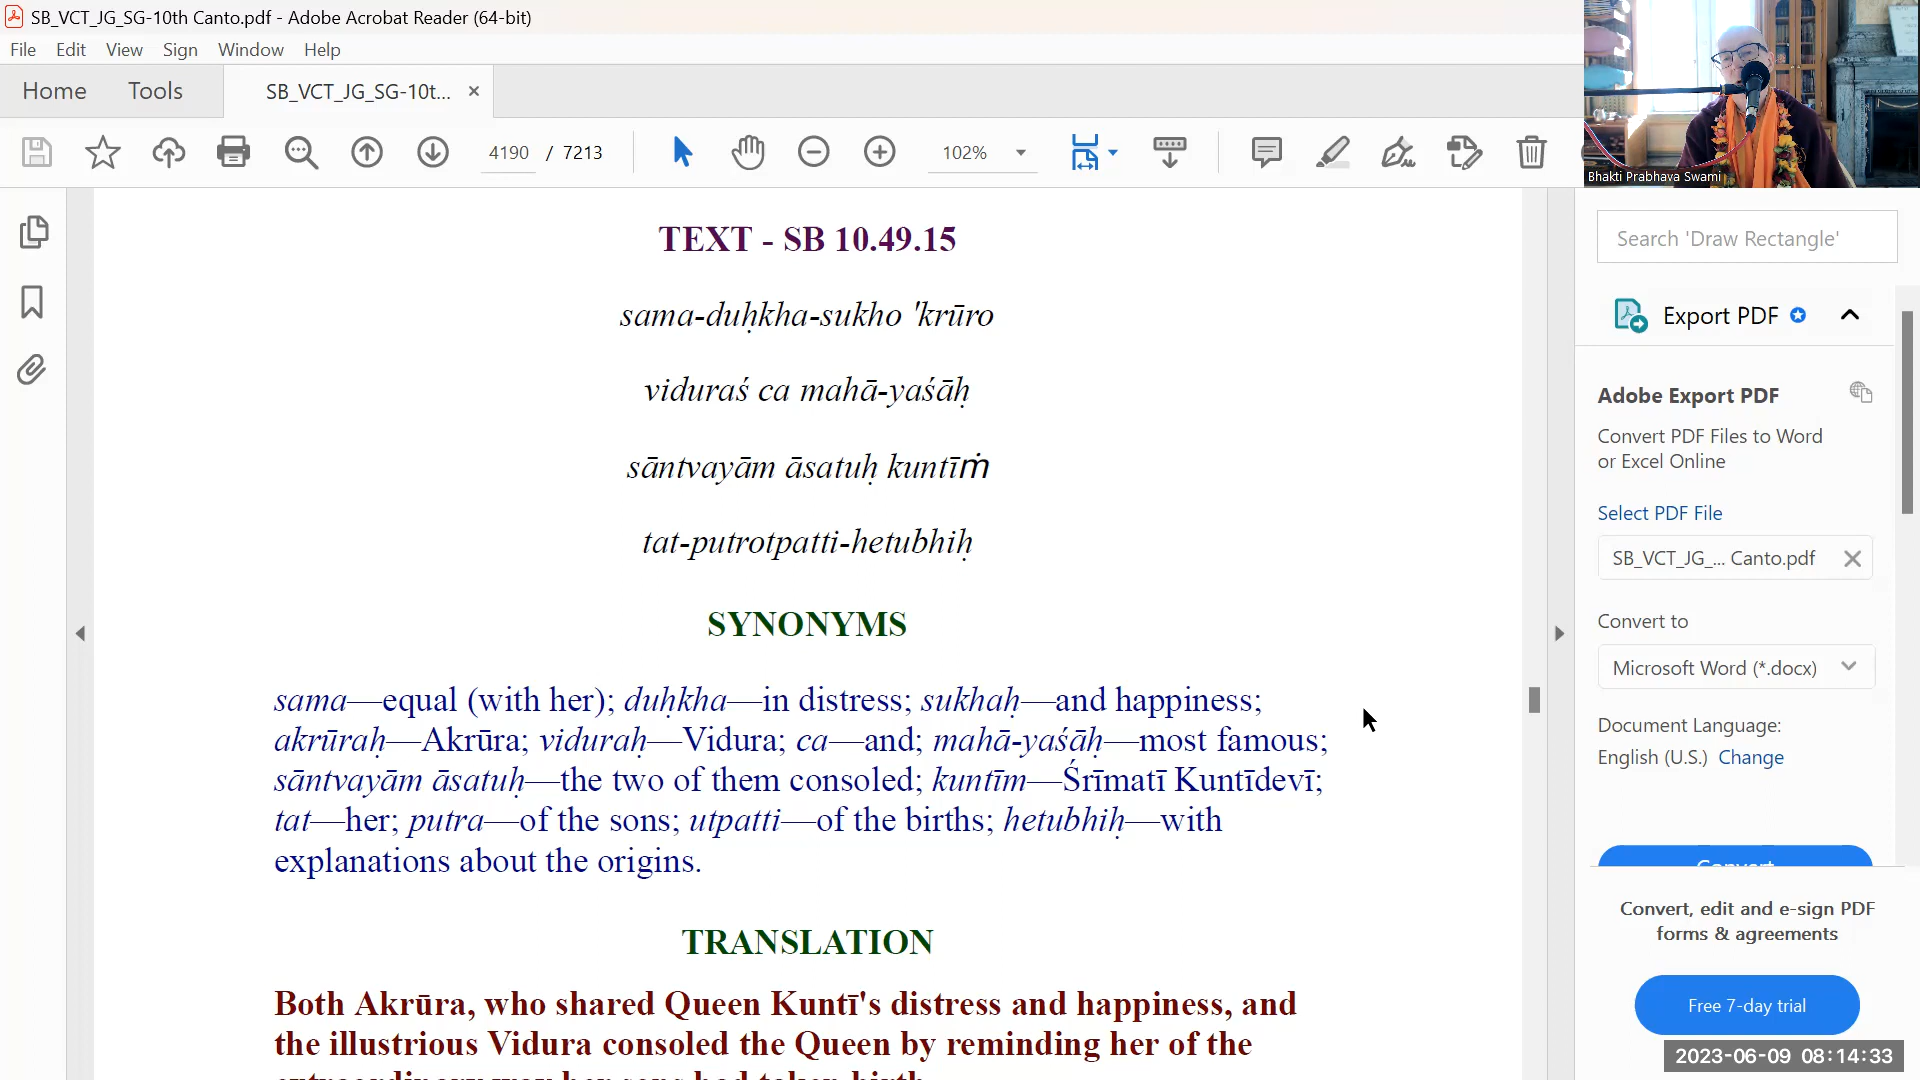 SB_VCT_JG_SG-10th Canto.pdf - Adobe Acrobat Reader (64-bit)
File Edit View Sign Window Help
Home Tools SB_VCT_JG_SG-10t... ×
4190 / 7213 102%
Bhakti Prabhava Swami
TEXT - SB 10.49.15
sama-duḥkha-sukho 'krūro
viduraś ca mahā-yaśāḥ
sāntvayām āsatuḥ kuntīṁ
tat-putrotpatti-hetubhiḥ
SYNONYMS
sama—equal (with her); duḥkha—in distress; sukhaḥ—and happiness;
akrūraḥ—Akrūra; viduraḥ—Vidura; ca—and; mahā-yaśāḥ—most famous;
sāntvayām āsatuḥ—the two of them consoled; kuntīm—Śrīmatī Kuntīdevī;
tat—her; putra—of the sons; utpatti—of the births; hetubhiḥ—with
explanations about the origins.
TRANSLATION
Both Akrūra, who shared Queen Kuntī's distress and happiness, and
the illustrious Vidura consoled the Queen by reminding her of the
extraordinary way her sons had taken birth.
Search 'Draw Rectangle'
Export PDF
Adobe Export PDF
Convert PDF Files to Word
or Excel Online
Select PDF File
SB_VCT_JG_... Canto.pdf
Convert to
Microsoft Word (*.docx)
Document Language:
English (U.S.) Change
Convert
Convert, edit and e-sign PDF
forms & agreements
Free 7-day trial
2023-06-09 08:14:33